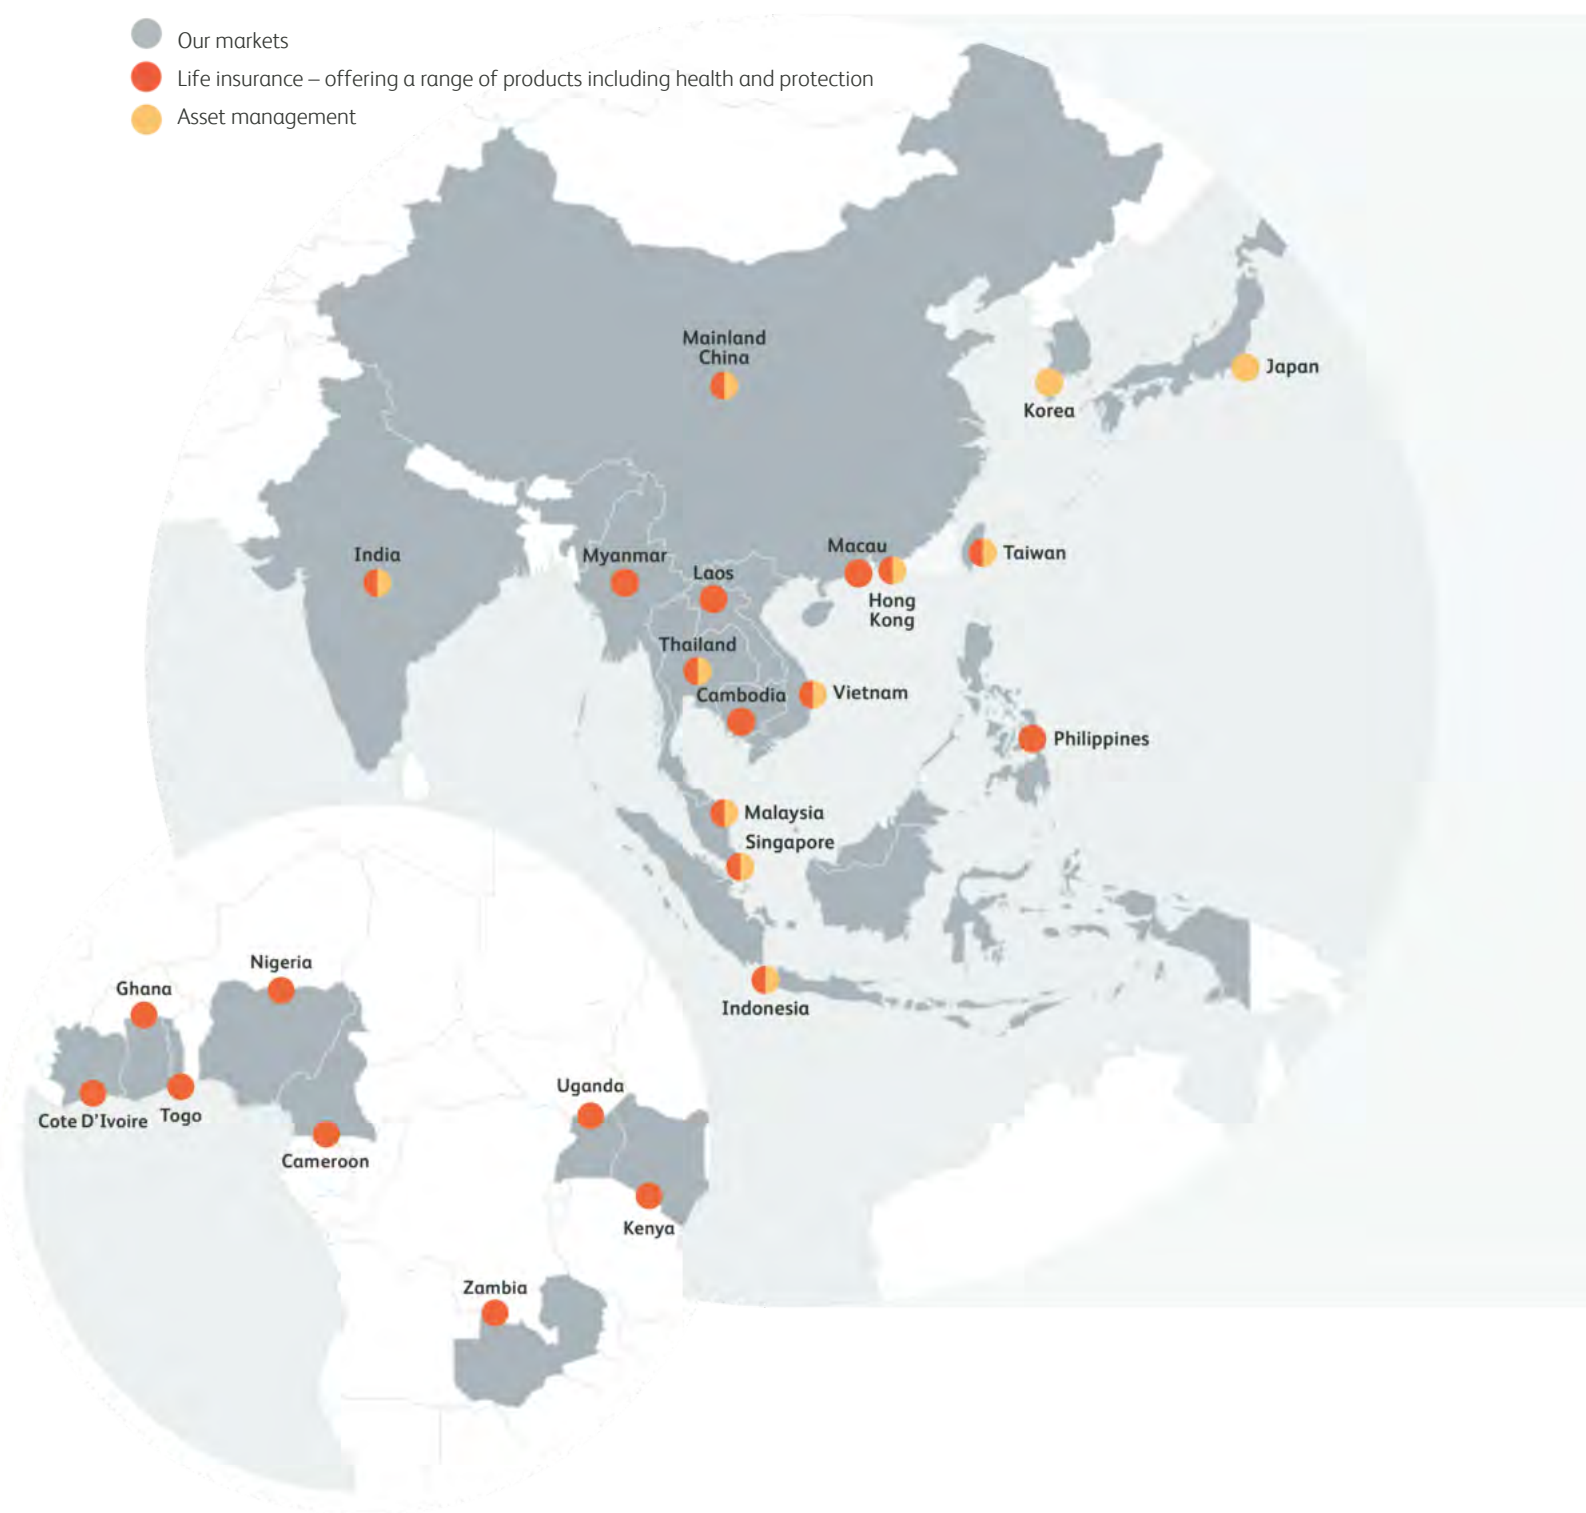 Our markets
Life insurance – offering a range of products including health and protection
Asset management
Mainland
China
Japan
Korea
India
Myanmar
Laos
Macau
Hong
Kong
Taiwan
Thailand
Cambodia
Vietnam
Philippines
Malaysia
Singapore
Indonesia
Nigeria
Ghana
Cote D'Ivoire
Togo
Cameroon
Uganda
Kenya
Zambia